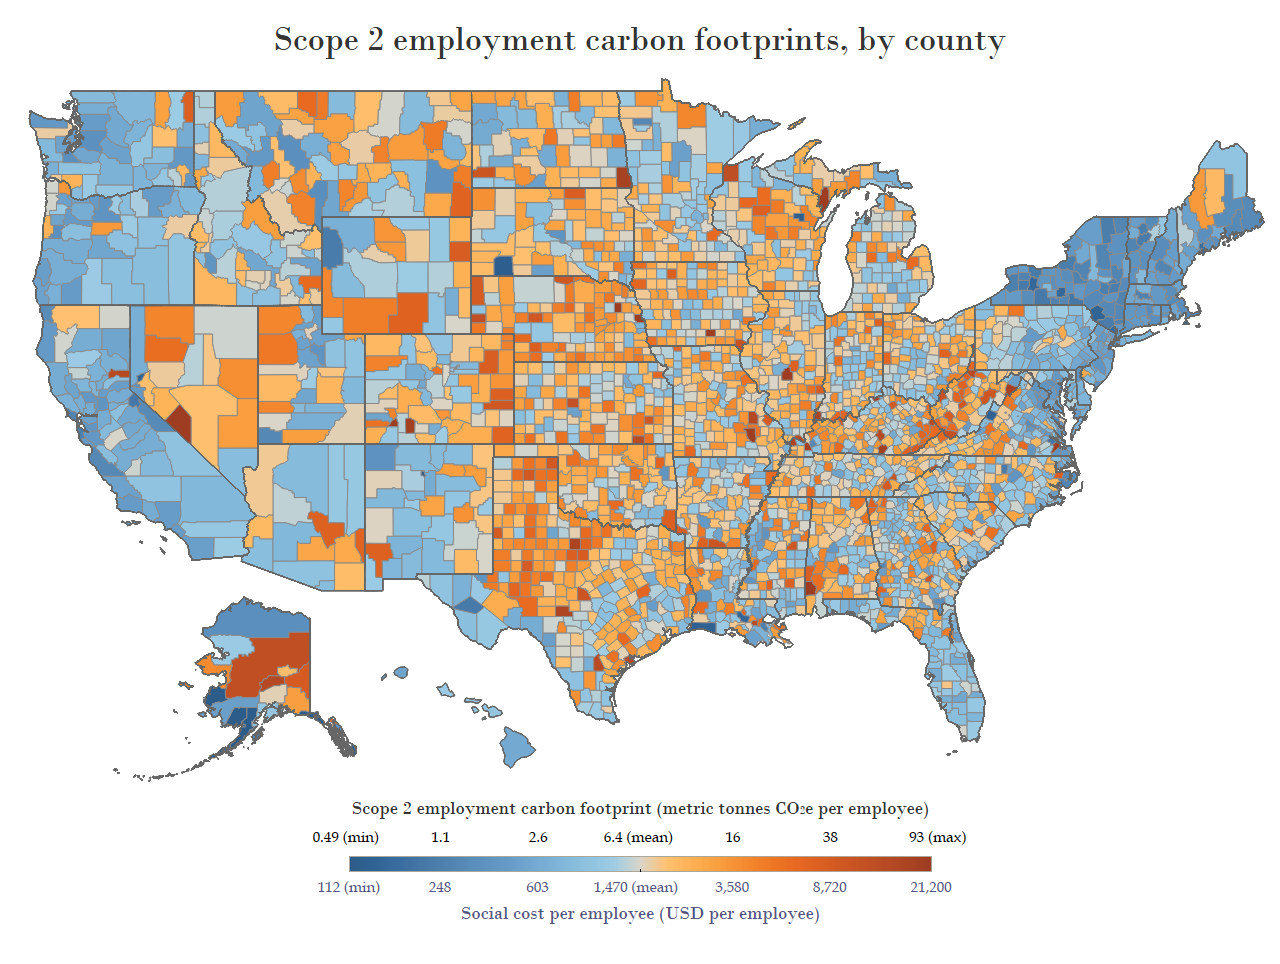 Scope 2 employment carbon footprints, by county
Scope 2 employment carbon footprint (metric tonnes CO₂e per employee)
0.49 (min) 1.1 2.6 6.4 (mean) 16 38 93 (max)
112 (min) 248 603 1,470 (mean) 3,580 8,720 21,200
Social cost per employee (USD per employee)